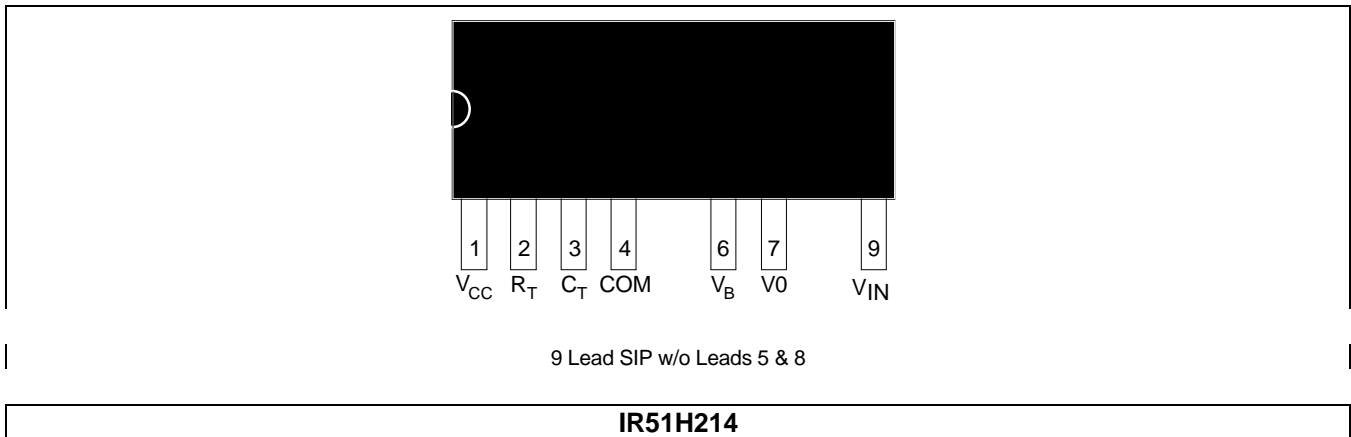 1 2 3 4 6 7 9
VCC RT CT COM VB V0 VIN
9 Lead SIP w/o Leads 5 & 8
IR51H214